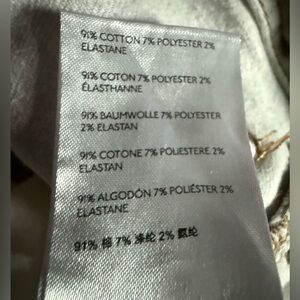 91% COTTON 7% POLYESTER 2%
ELASTANE
91% COTON 7% POLYESTER 2%
ÉLASTHANNE
91% BAUMWOLLE 7% POLYESTER
2% ELASTAN
91% COTONE 7% POLIESTERE 2%
ELASTAN
91% ALGODÓN 7% POLIÉSTER 2%
ELASTANE
91% 棉 7% 涤纶 2% 氨纶